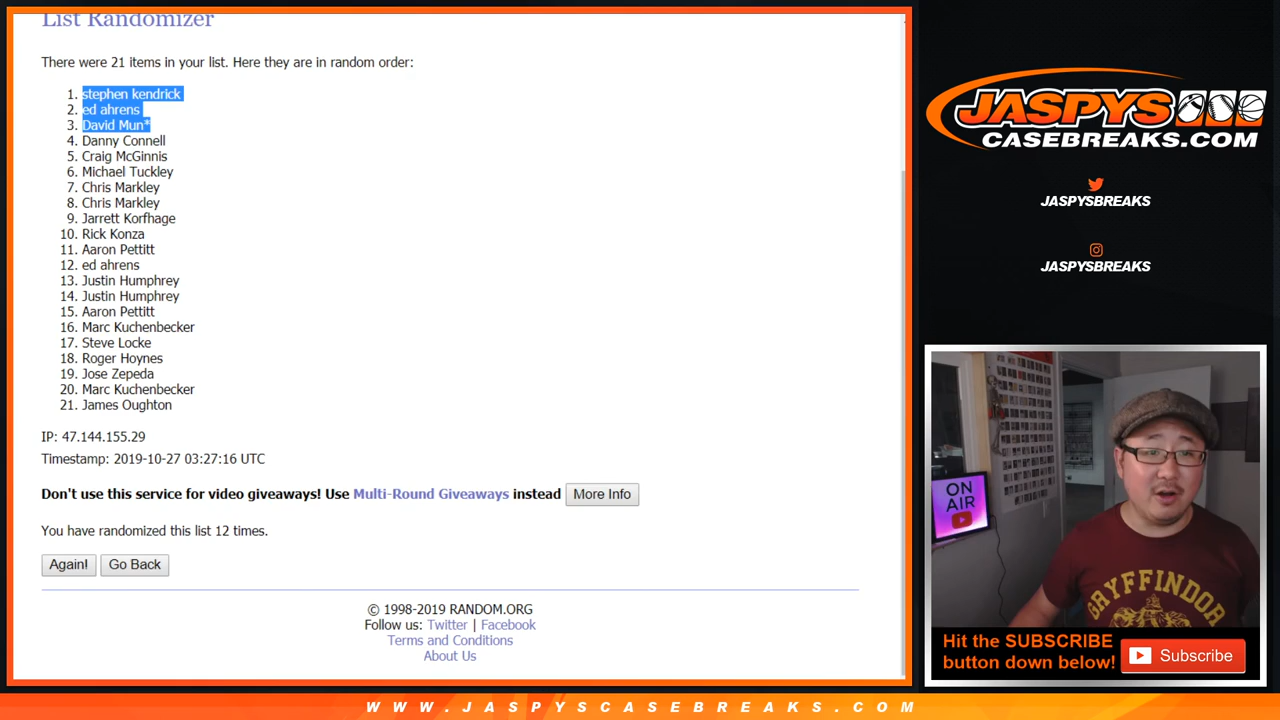 List Randomizer
There were 21 items in your list. Here they are in random order:
1. stephen kendrick
2. ed ahrens
3. David Mun*
4. Danny Connell
5. Craig McGinnis
6. Michael Tuckley
7. Chris Markley
8. Chris Markley
9. Jarrett Korfhage
10. Rick Konza
11. Aaron Pettitt
12. ed ahrens
13. Justin Humphrey
14. Justin Humphrey
15. Aaron Pettitt
16. Marc Kuchenbecker
17. Steve Locke
18. Roger Hoynes
19. Jose Zepeda
20. Marc Kuchenbecker
21. James Oughton
IP: 47.144.155.29
Timestamp: 2019-10-27 03:27:16 UTC
Don't use this service for video giveaways! Use Multi-Round Giveaways instead More Info
You have randomized this list 12 times.
Again! Go Back
© 1998-2019 RANDOM.ORG
Follow us: Twitter | Facebook
Terms and Conditions
About Us
JASPYS
CASEBREAKS.COM
JASPYSBREAKS
JASPYSBREAKS
ON
AIR
GRYFFINDOR
Hit the SUBSCRIBE
button down below!
Subscribe
WWW.JASPYSCASEBREAKS.COM